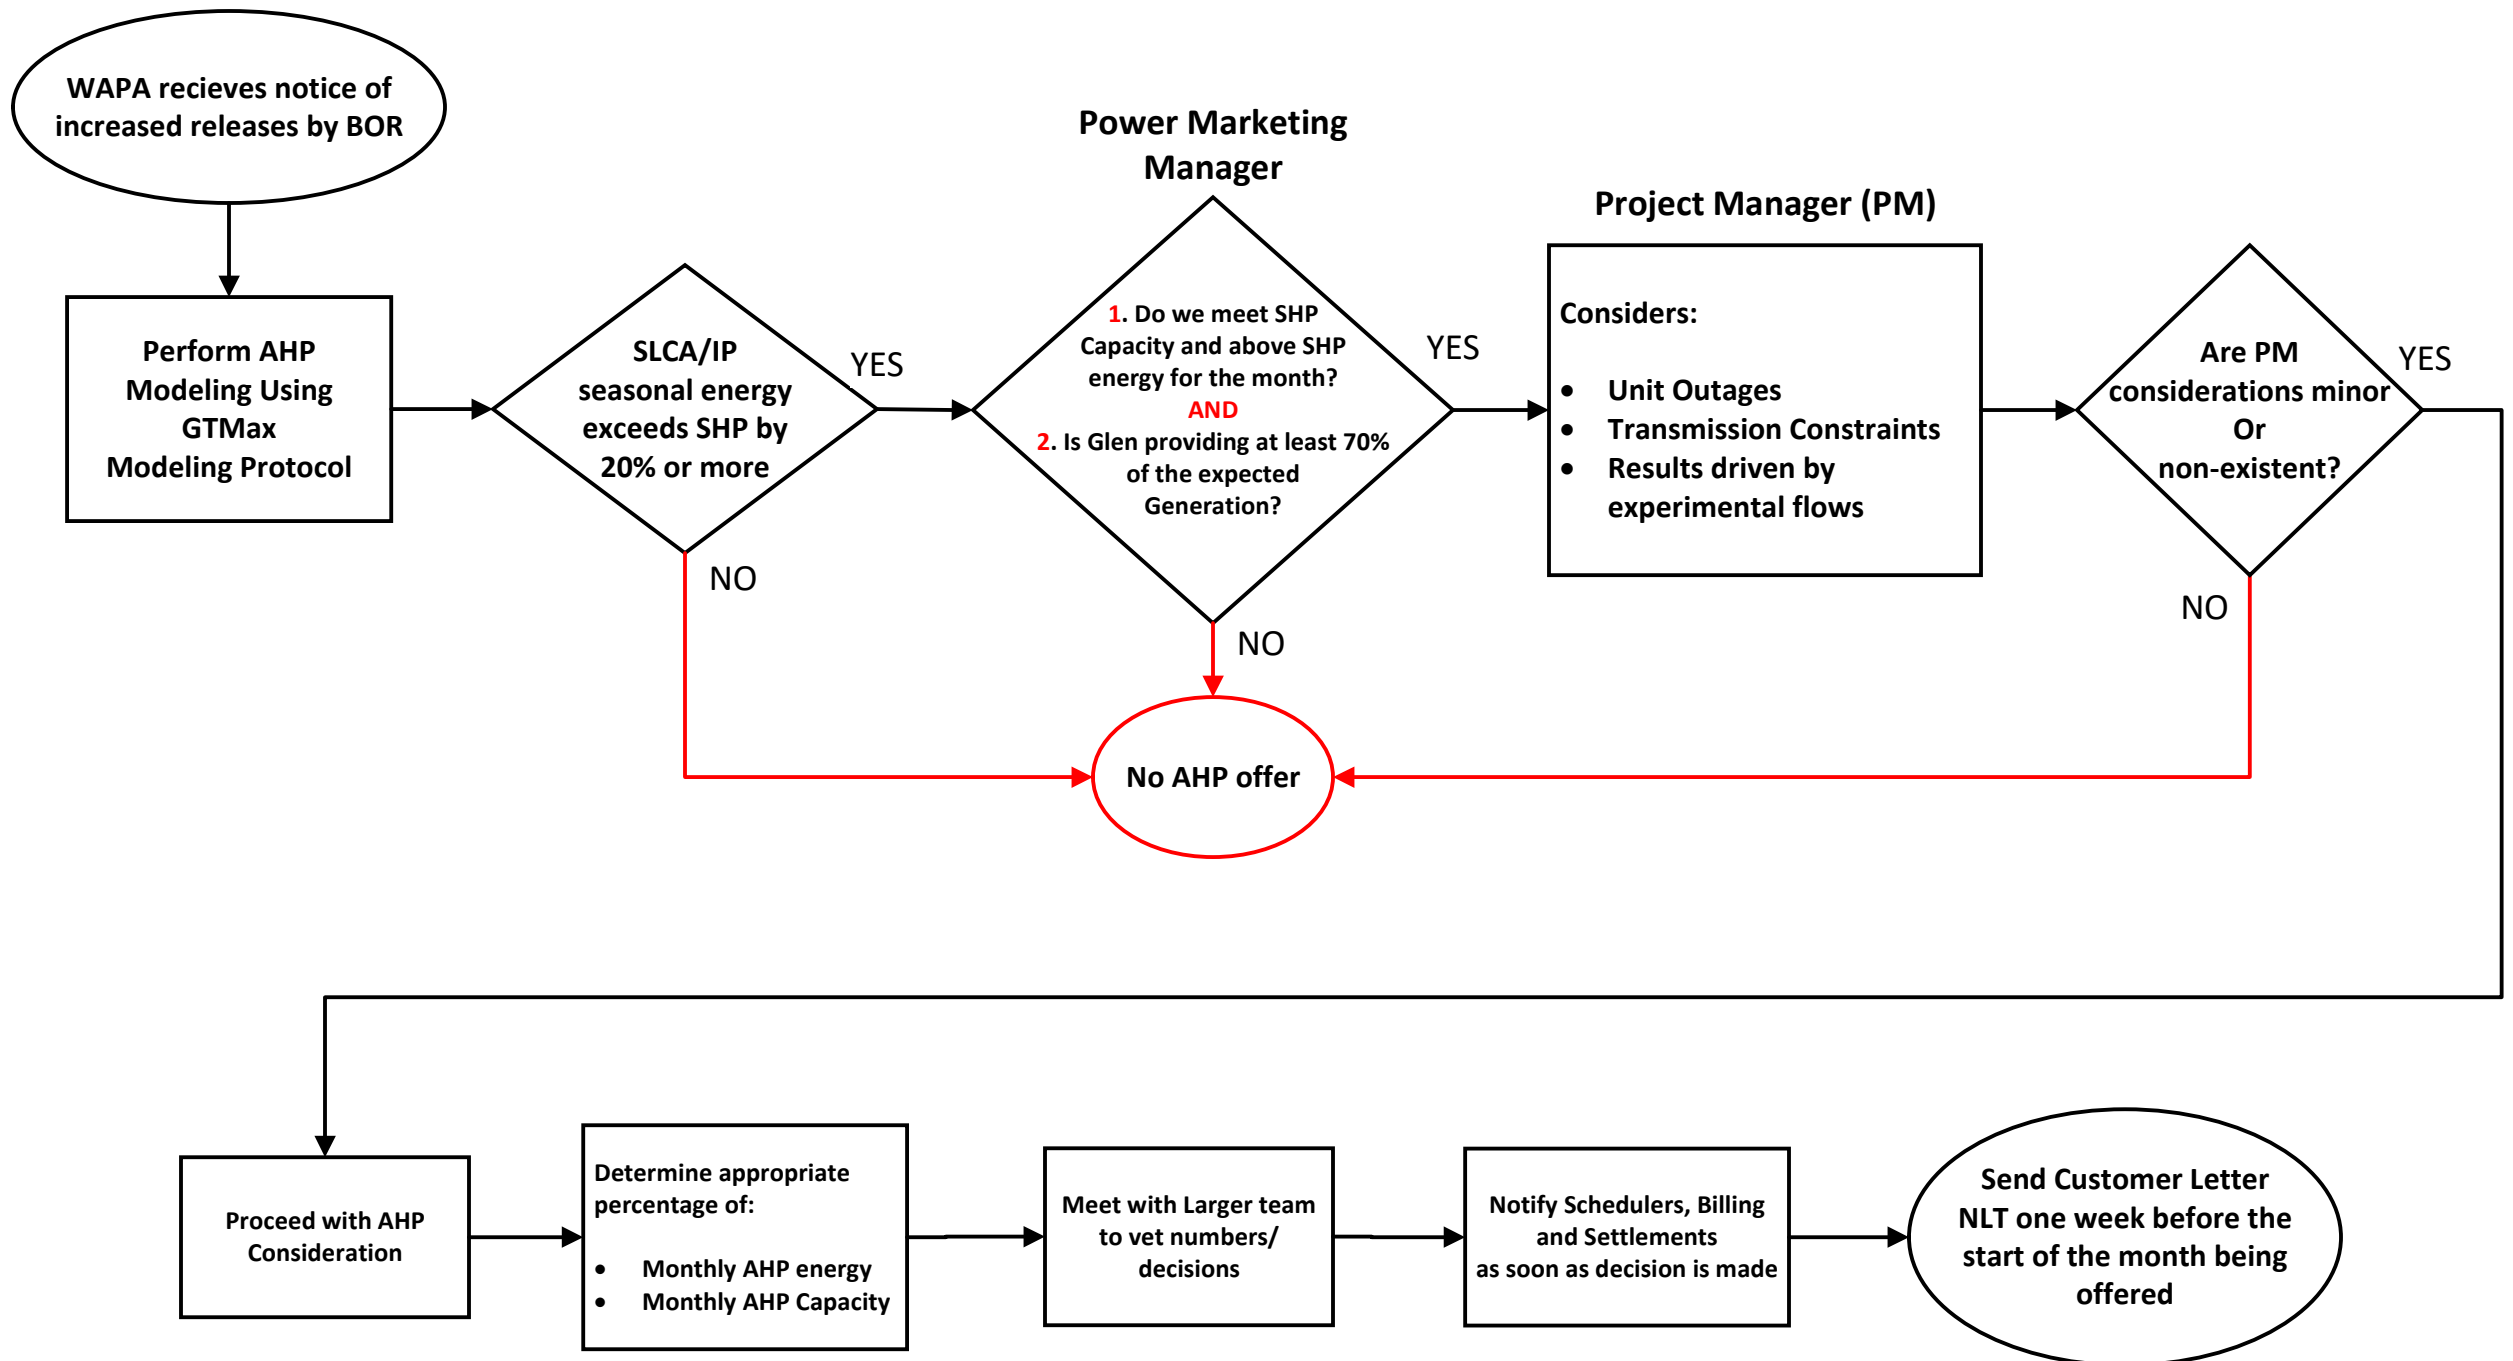 WAPA recieves notice of
increased releases by BOR
Perform AHP
Modeling Using
GTMax
Modeling Protocol
SLCA/IP
seasonal energy
exceeds SHP by
20% or more
YES
NO
Power Marketing
Manager
1. Do we meet SHP
Capacity and above SHP
energy for the month?
AND
2. Is Glen providing at least 70%
of the expected
Generation?
YES
NO
Project Manager (PM)
Considers:
• Unit Outages
• Transmission Constraints
• Results driven by
experimental flows
Are PM
considerations minor
Or
non-existent?
YES
NO
No AHP offer
Proceed with AHP
Consideration
Determine appropriate
percentage of:
• Monthly AHP energy
• Monthly AHP Capacity
Meet with Larger team
to vet numbers/
decisions
Notify Schedulers, Billing
and Settlements
as soon as decision is made
Send Customer Letter
NLT one week before the
start of the month being
offered